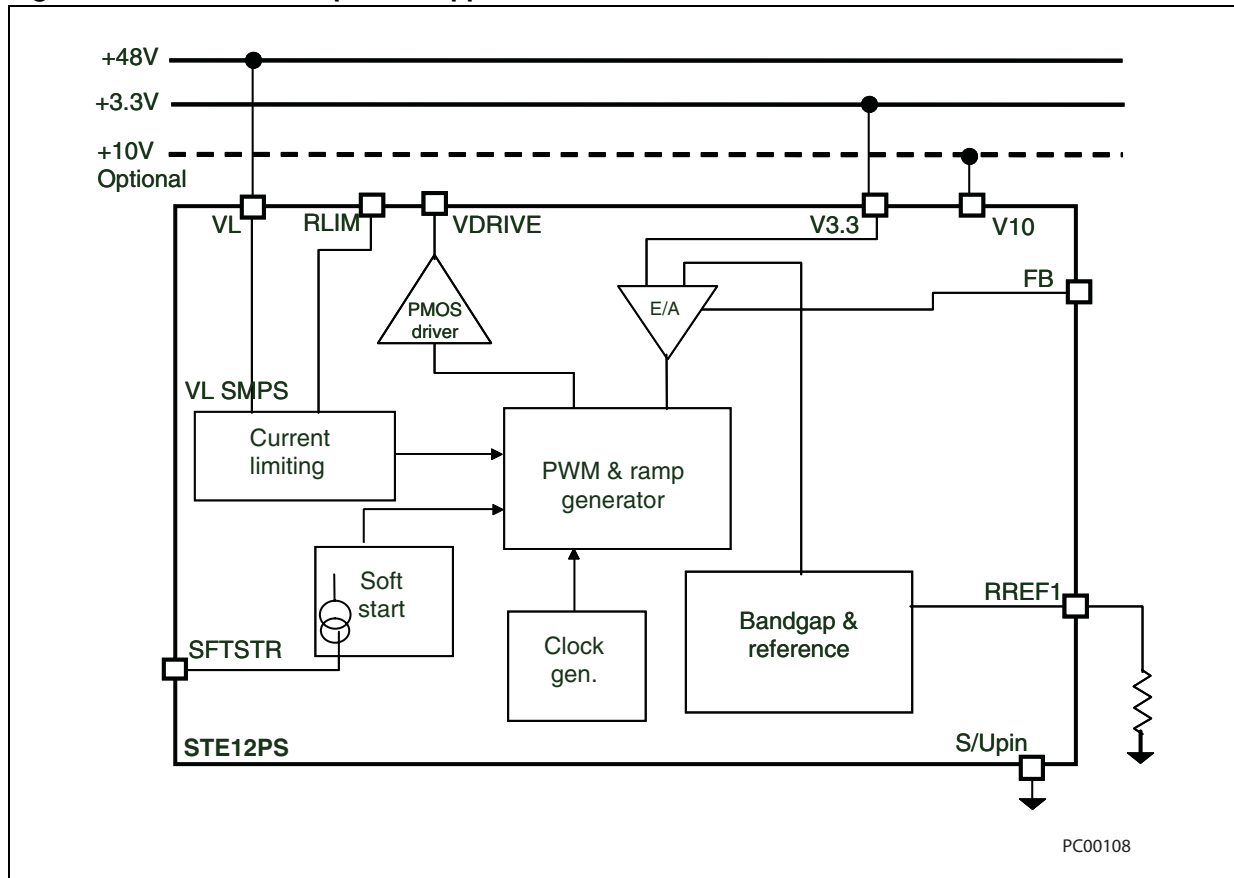 +48V
+3.3V
+10V
Optional
VL
RLIM
VDRIVE
V3.3
V10
FB
E/A
PMOS
driver
VL SMPS
Current
limiting
PWM & ramp
generator
Soft
start
RREF1
Bandgap &
reference
SFTSTR
Clock
gen.
STE12PS
S/Upin
PC00108